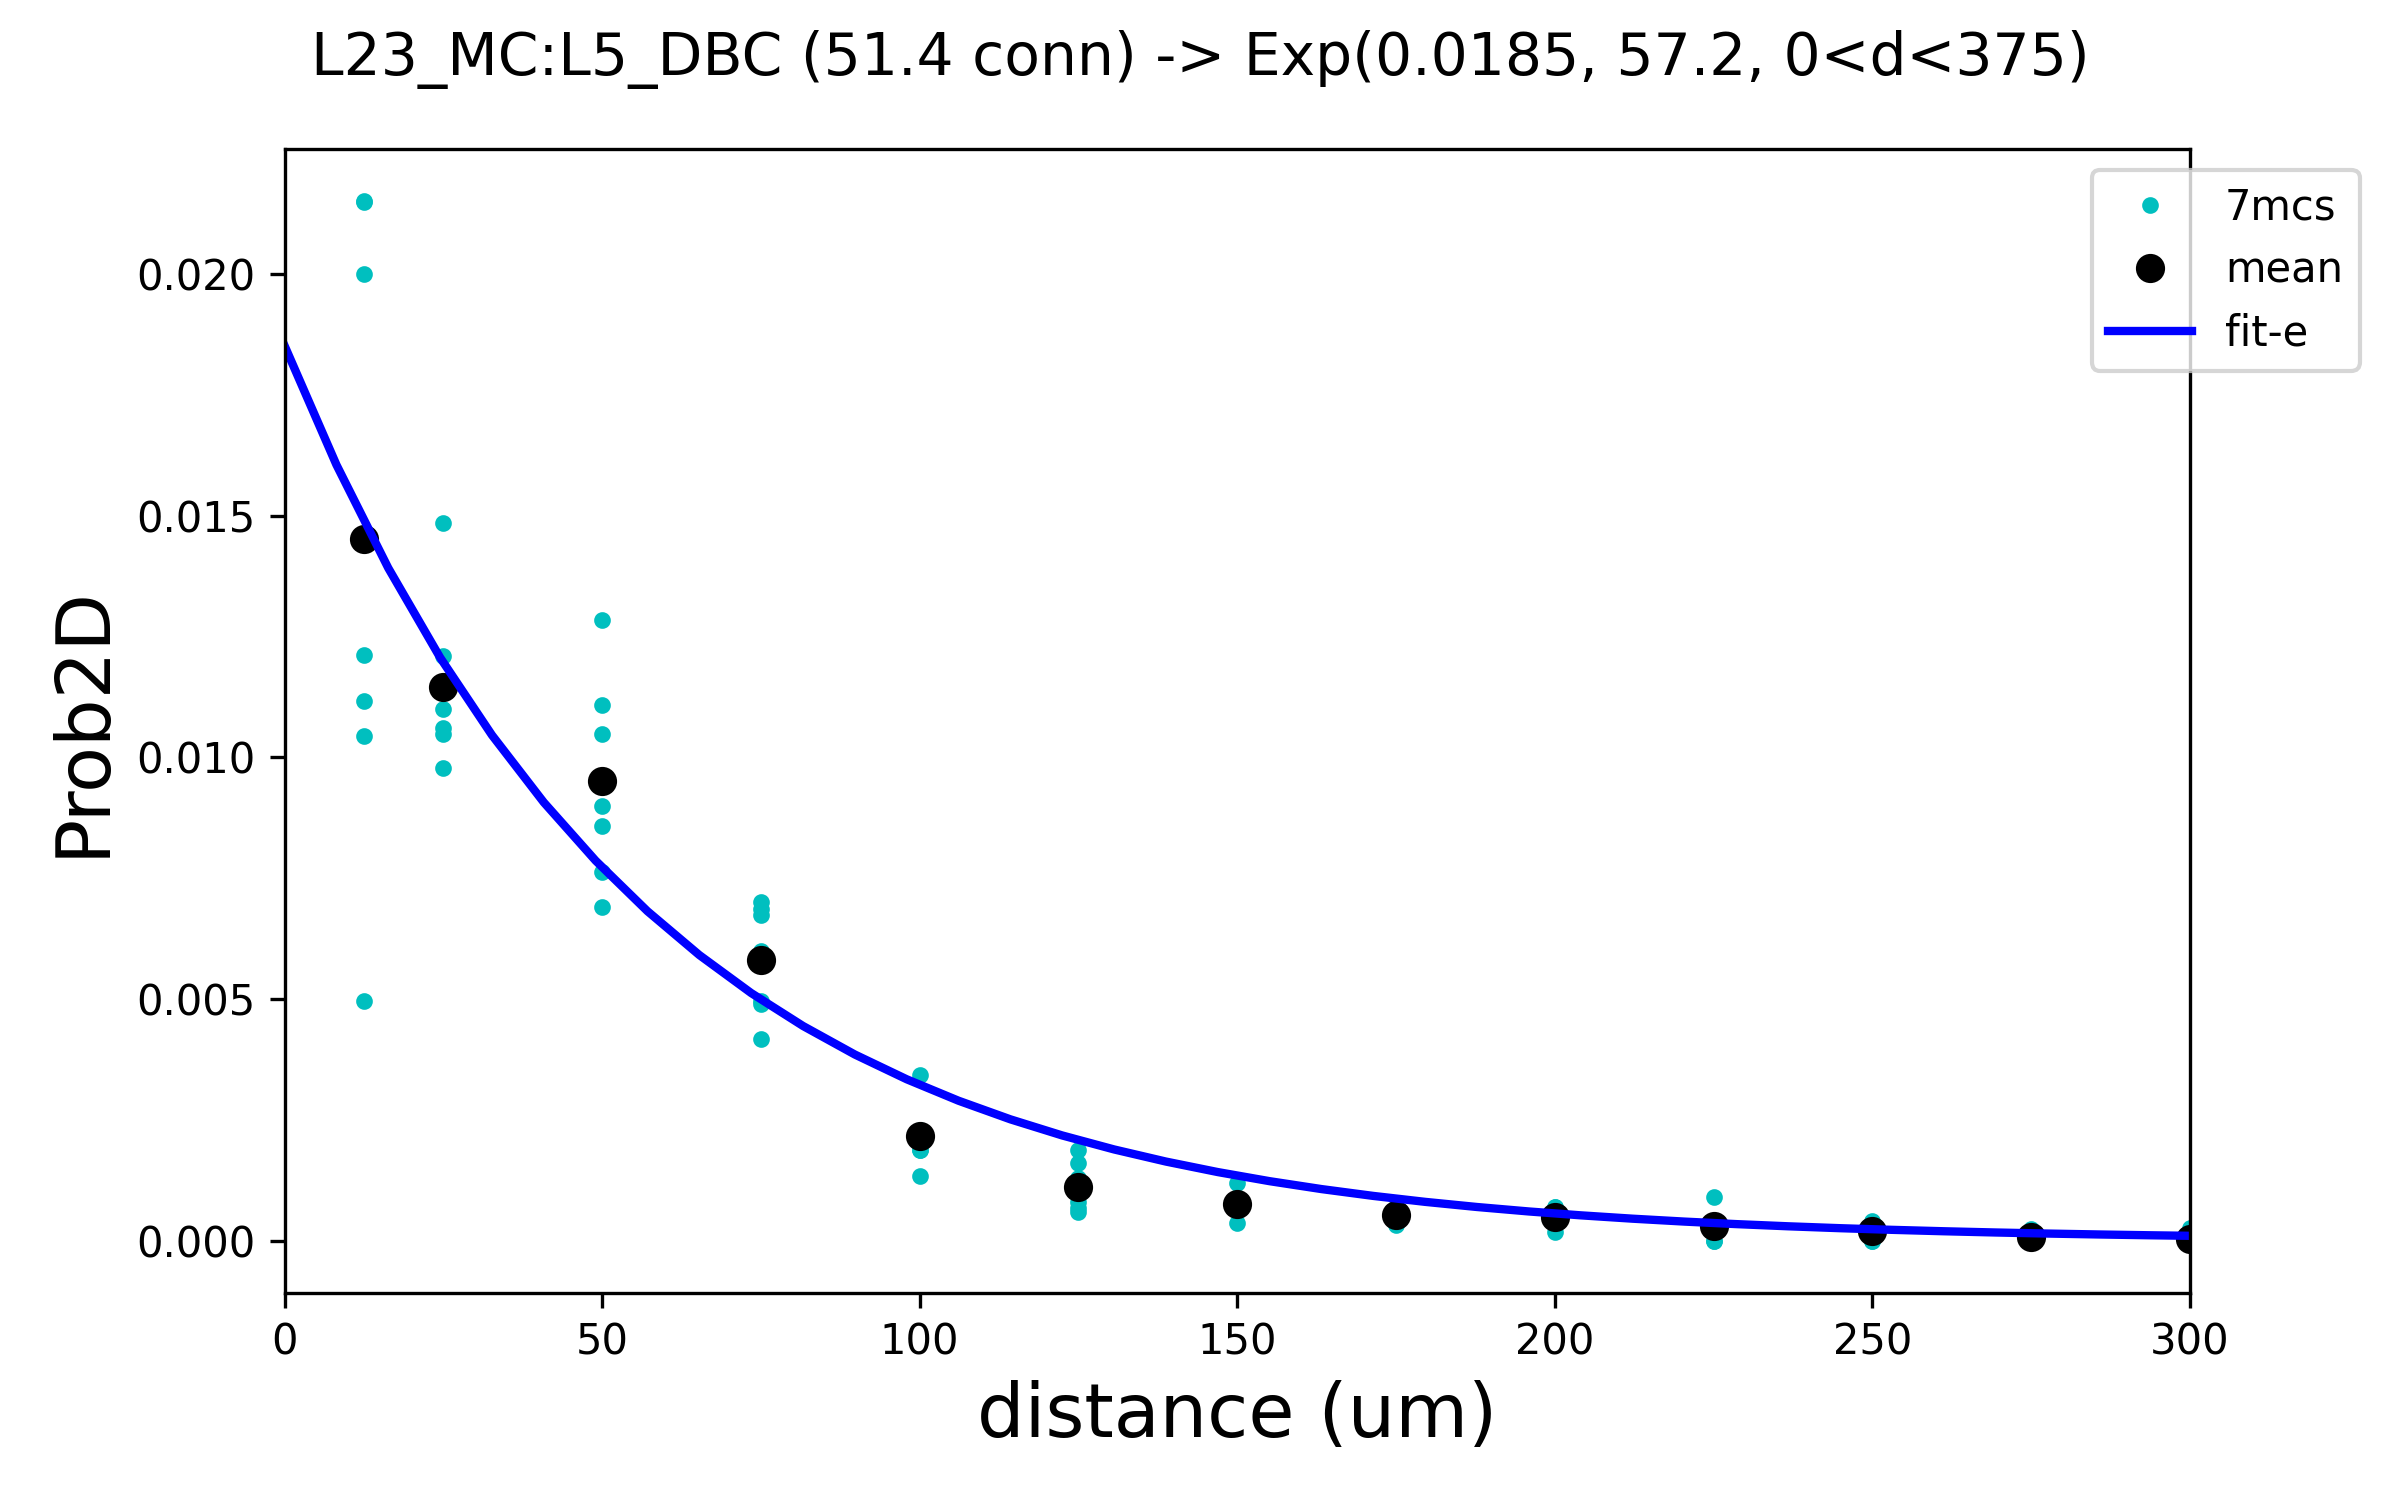 L23_MC:L5_DBC (51.4 conn) -> Exp(0.0185, 57.2, 0<d<375)
7mcs
mean
fit-e
0.020
0.015
0.010
0.005
0.000
Prob2D
0 50 100 150 200 250 300
distance (um)